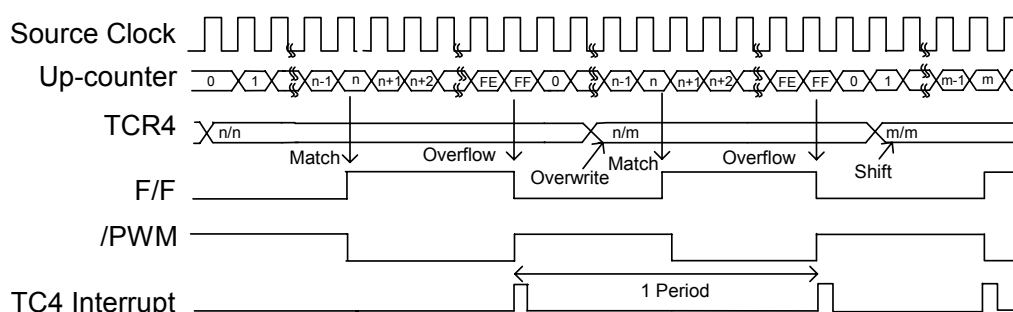 Source Clock
Up-counter
0 1 n-1 n n+1 n+2 FE FF 0 n-1 n n+1 n+2 FE FF 0 1 m-1 m
TCR4
n/n n/m m/m
Match Overflow Overwrite Match Overflow Shift
F/F
/PWM
1 Period
TC4 Interrupt